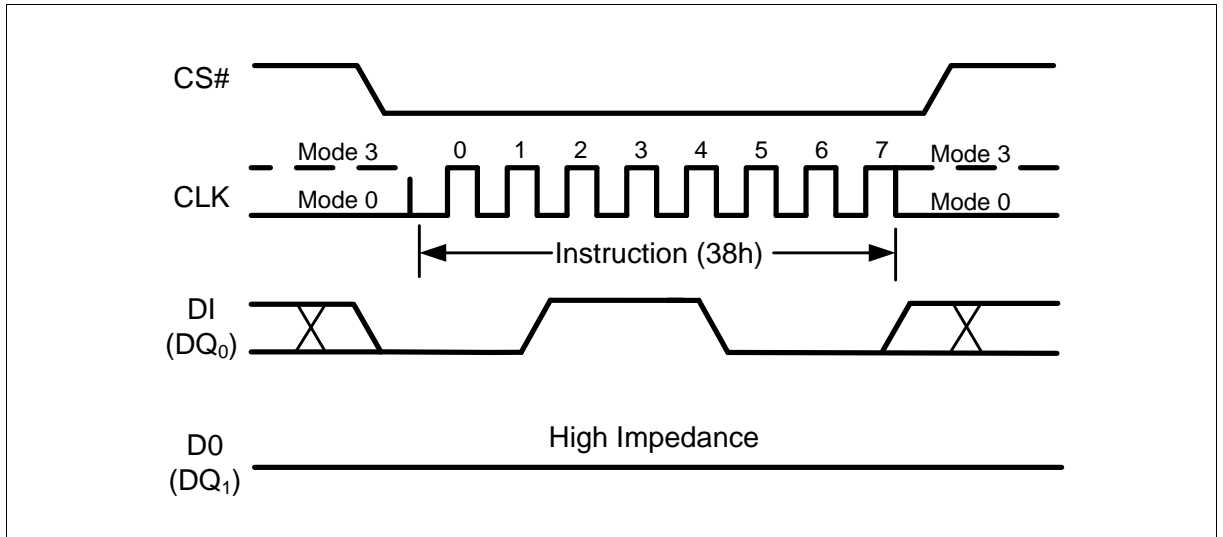 CS#
Mode 3 0 1 2 3 4 5 6 7 Mode 3
CLK
Mode 0 Mode 0
Instruction (38h)
DI
(DQ0)
High Impedance
D0
(DQ1)